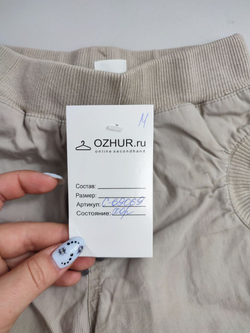 M
OZHUR.ru
online secondhand
Состав:
Размер:
Артикул:
Состояние: